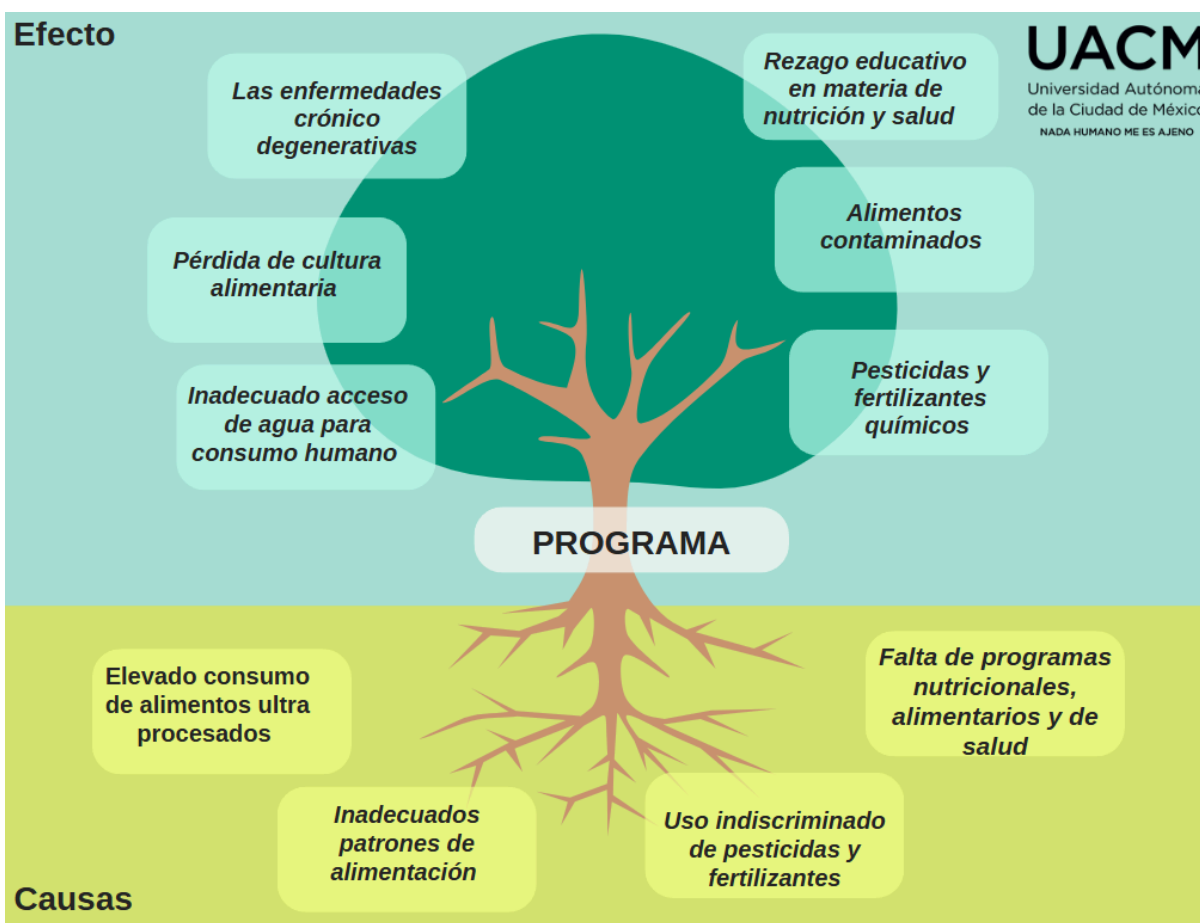 Efecto
UACM
Universidad Autónoma
de la Ciudad de México
NADA HUMANO ME ES AJENO
Las enfermedades
crónico
degenerativas
Rezago educativo
en materia de
nutrición y salud
Pérdida de cultura
alimentaria
Alimentos
contaminados
Inadecuado acceso
de agua para
consumo humano
Pesticidas y
fertilizantes
químicos
PROGRAMA
Elevado consumo
de alimentos ultra
procesados
Falta de programas
nutricionales,
alimentarios y de
salud
Inadecuados
patrones de
alimentación
Uso indiscriminado
de pesticidas y
fertilizantes
Causas